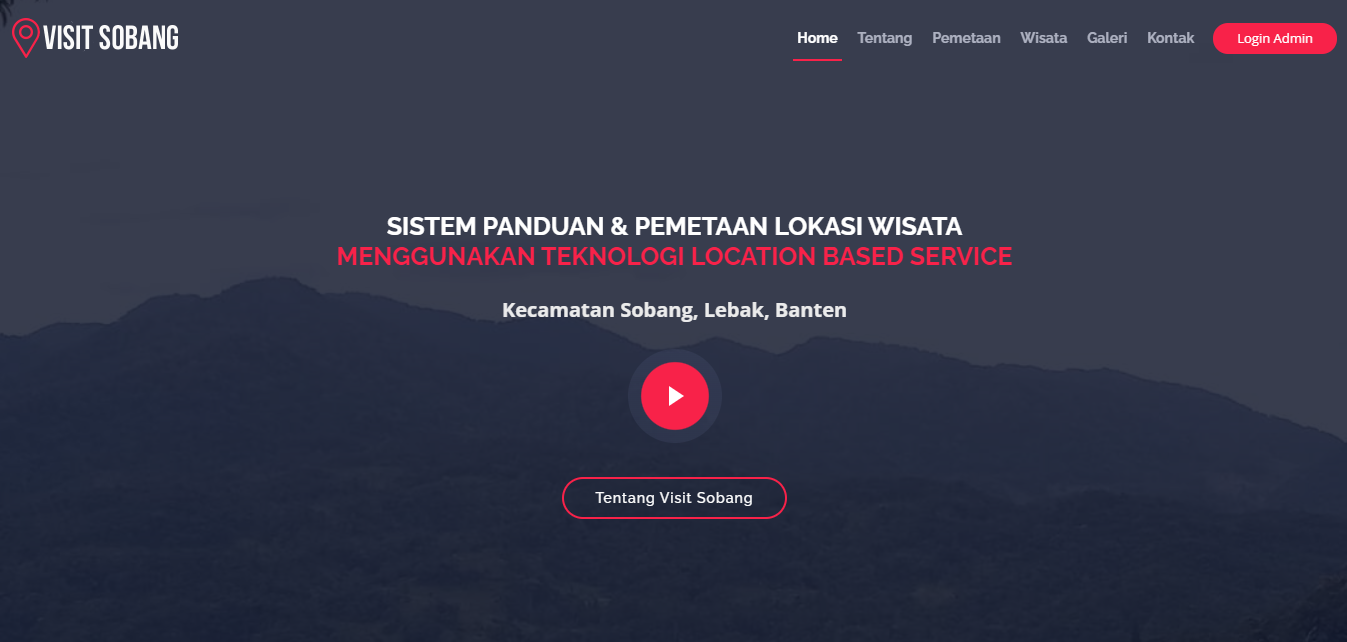 VISIT SOBANG
Home Tentang Pemetaan Wisata Galeri Kontak Login Admin
SISTEM PANDUAN & PEMETAAN LOKASI WISATA
MENGGUNAKAN TEKNOLOGI LOCATION BASED SERVICE
Kecamatan Sobang, Lebak, Banten
Tentang Visit Sobang